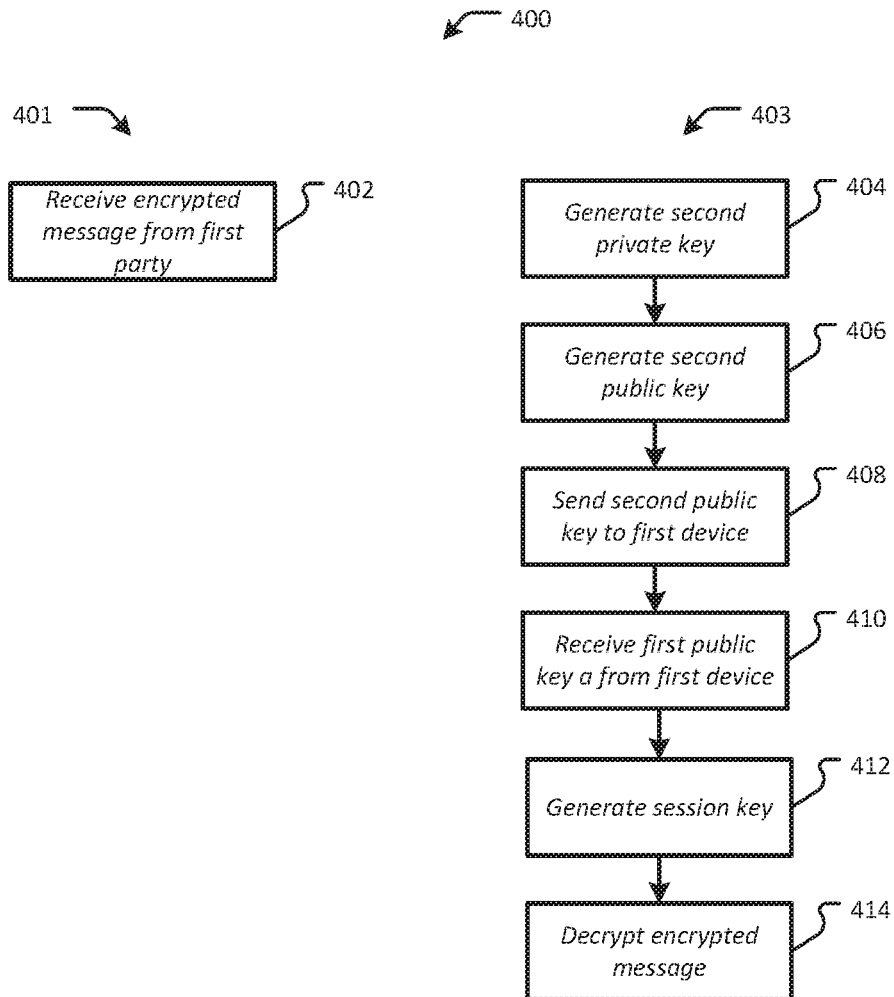 400
401
403
Receive encrypted
message from first
party
402
Generate second
private key
404
Generate second
public key
406
Send second public
key to first device
408
Receive first public
key a from first device
410
Generate session key
412
Decrypt encrypted
message
414